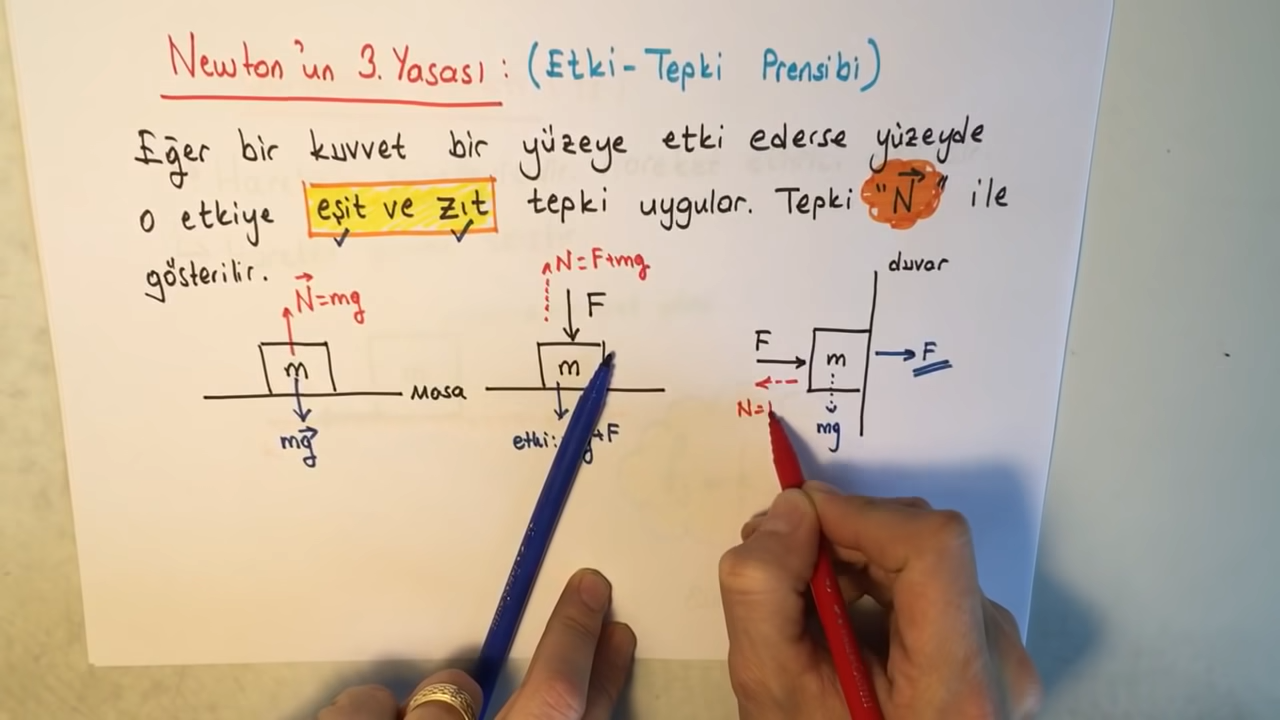 Newton'un 3. Yasası : (Etki-Tepki Prensibi)
Eğer bir kuvvet bir yüzeye etki ederse yüzeyde
o etkiye eşit ve zıt tepki uygular. Tepki "N" ile
gösterilir.
N=mg
m
Masa
mg
N=F+mg
F
m
etki:
+F
duvar
F
m
F
N=
mg